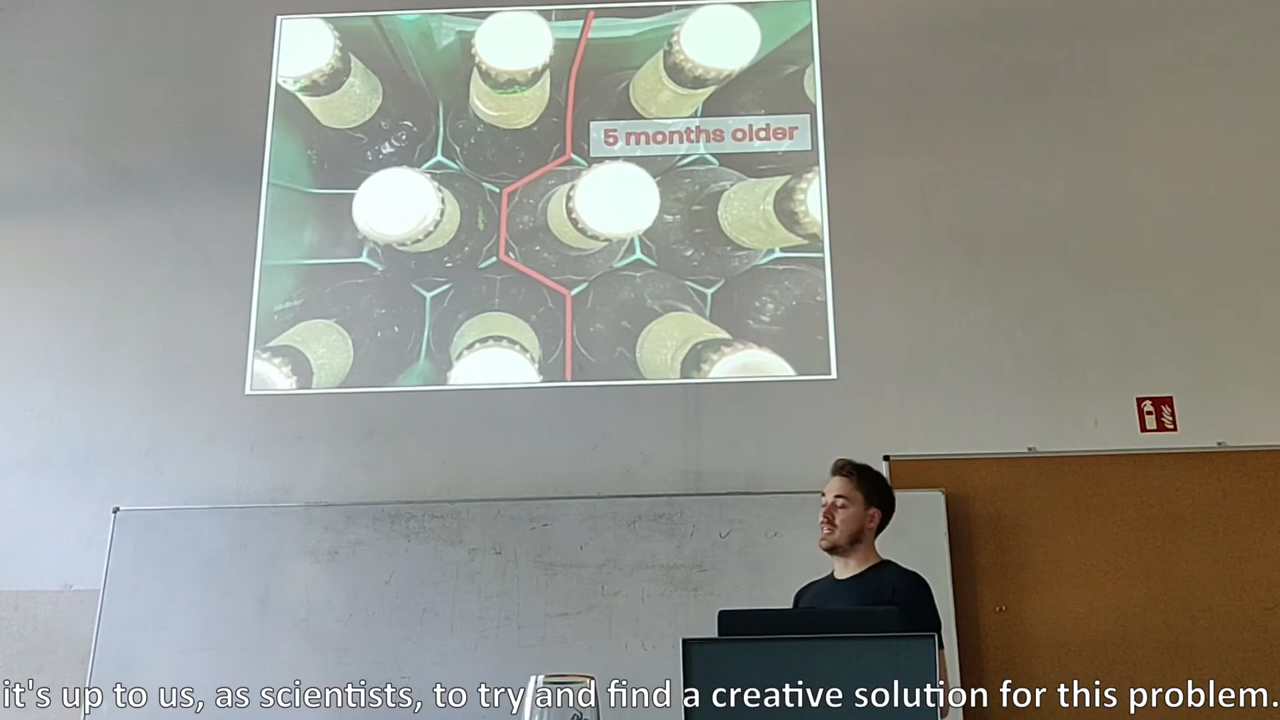 5 months older
it's up to us, as scientists, to try and find a creative solution for this problem.